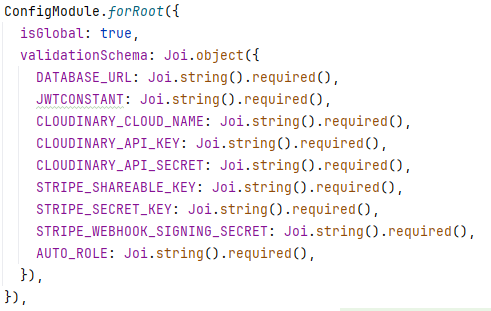 ConfigModule.forRoot({
  isGlobal: true,
  validationSchema: Joi.object({
    DATABASE_URL: Joi.string().required(),
    JWTCONSTANT: Joi.string().required(),
    CLOUDINARY_CLOUD_NAME: Joi.string().required(),
    CLOUDINARY_API_KEY: Joi.string().required(),
    CLOUDINARY_API_SECRET: Joi.string().required(),
    STRIPE_SHAREABLE_KEY: Joi.string().required(),
    STRIPE_SECRET_KEY: Joi.string().required(),
    STRIPE_WEBHOOK_SIGNING_SECRET: Joi.string().required(),
    AUTO_ROLE: Joi.string().required(),
  }),
}),